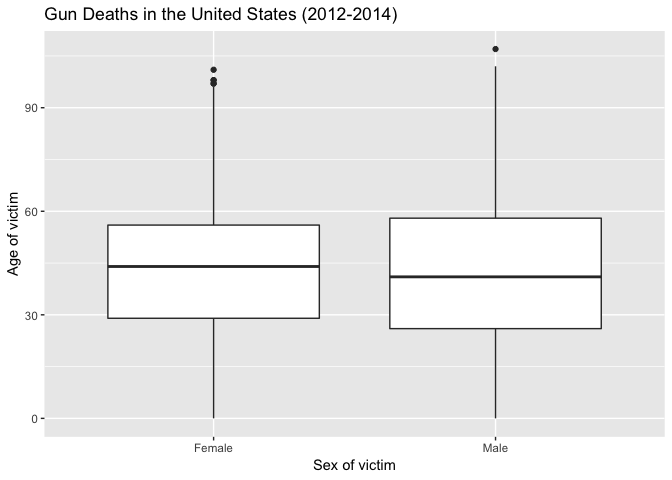 Gun Deaths in the United States (2012-2014)
90
60
30
0
Age of victim
Female Male
Sex of victim